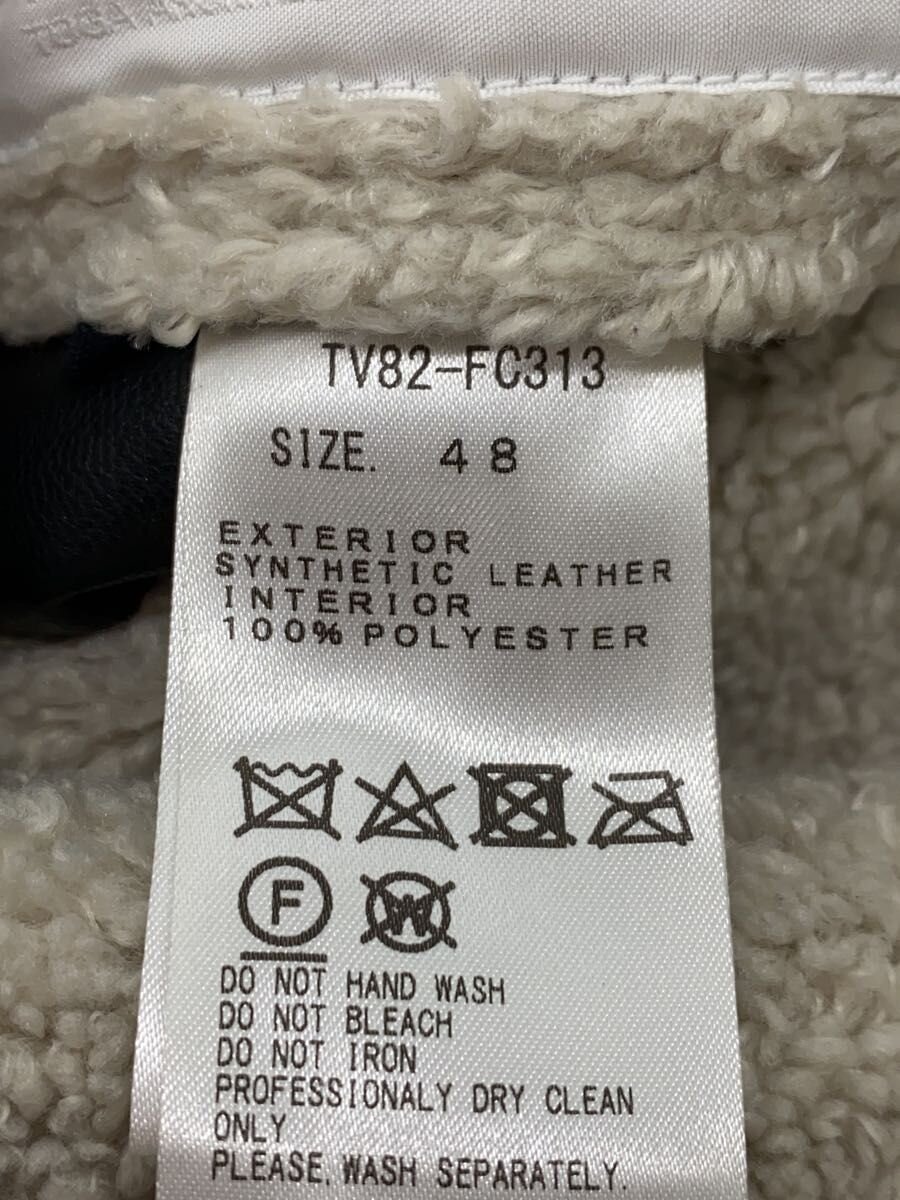 TV82-FC313
SIZE. 48
EXTERIOR
SYNTHETIC LEATHER
INTERIOR
100% POLYESTER
F W
DO NOT HAND WASH
DO NOT BLEACH
DO NOT IRON
PROFESSIONALY DRY CLEAN
ONLY
PLEASE.WASH SEPARATELY.